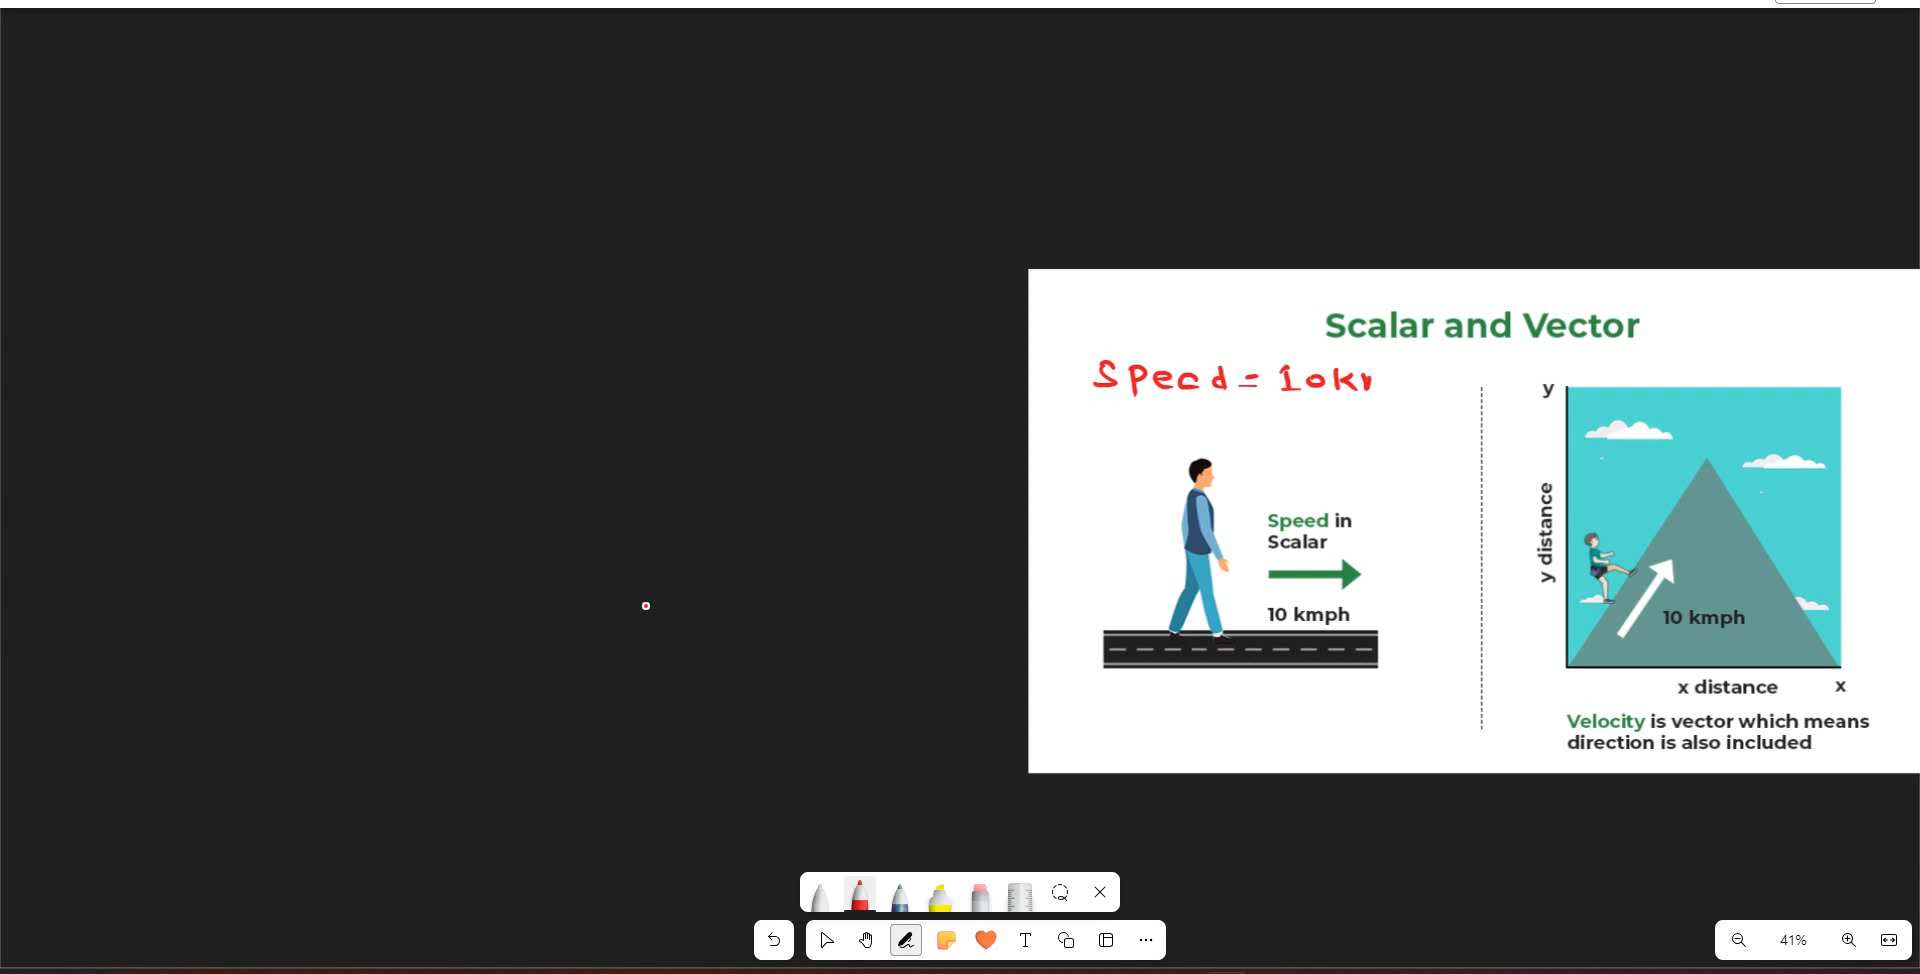 Scalar and Vector
Speed = 10k
Speed in
Scalar
10 kmph
y
y distance
10 kmph
x distance
x
Velocity is vector which means
direction is also included
T
41%